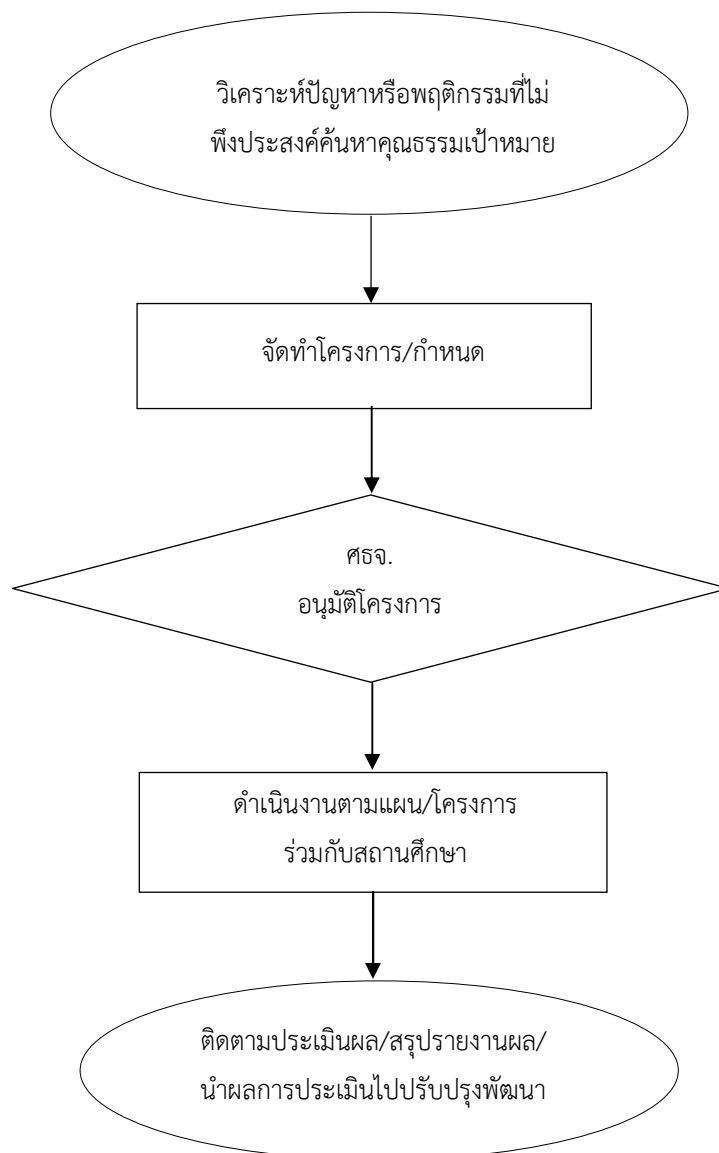 วิเคราะห์ปัญหาหรือพฤติกรรมที่ไม่
พึงประสงค์ค้นหาคุณธรรมเป้าหมาย
จัดทำโครงการ/กำหนด
ศธจ.
อนุมัติโครงการ
ดำเนินงานตามแผน/โครงการ
ร่วมกับสถานศึกษา
ติดตามประเมินผล/สรุปรายงานผล/
นำผลการประเมินไปปรับปรุงพัฒนา